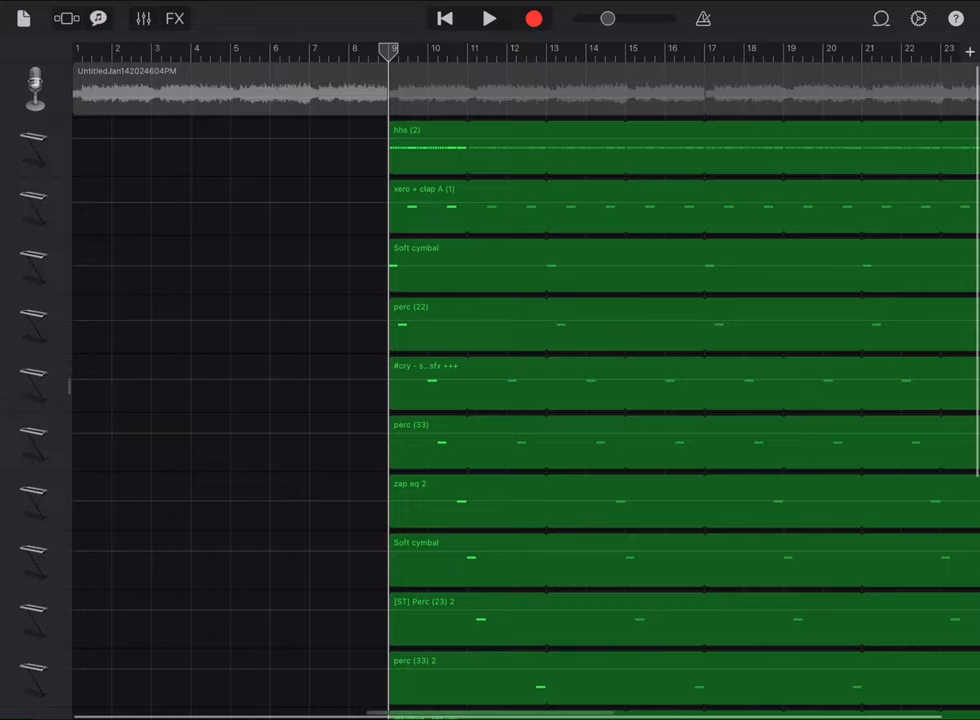 FX
?
1 2 3 4 5 6 7 8 9 10 11 12 13 14 15 16 17 18 19 20 21 22 23 +
UntitledJan142024604PM
hhs (2)
xero + clap A (1)
Soft cymbal
perc (22)
#cry - s...sfx +++
perc (33)
zap eq 2
Soft cymbal
[ST] Perc (23) 2
perc (33) 2